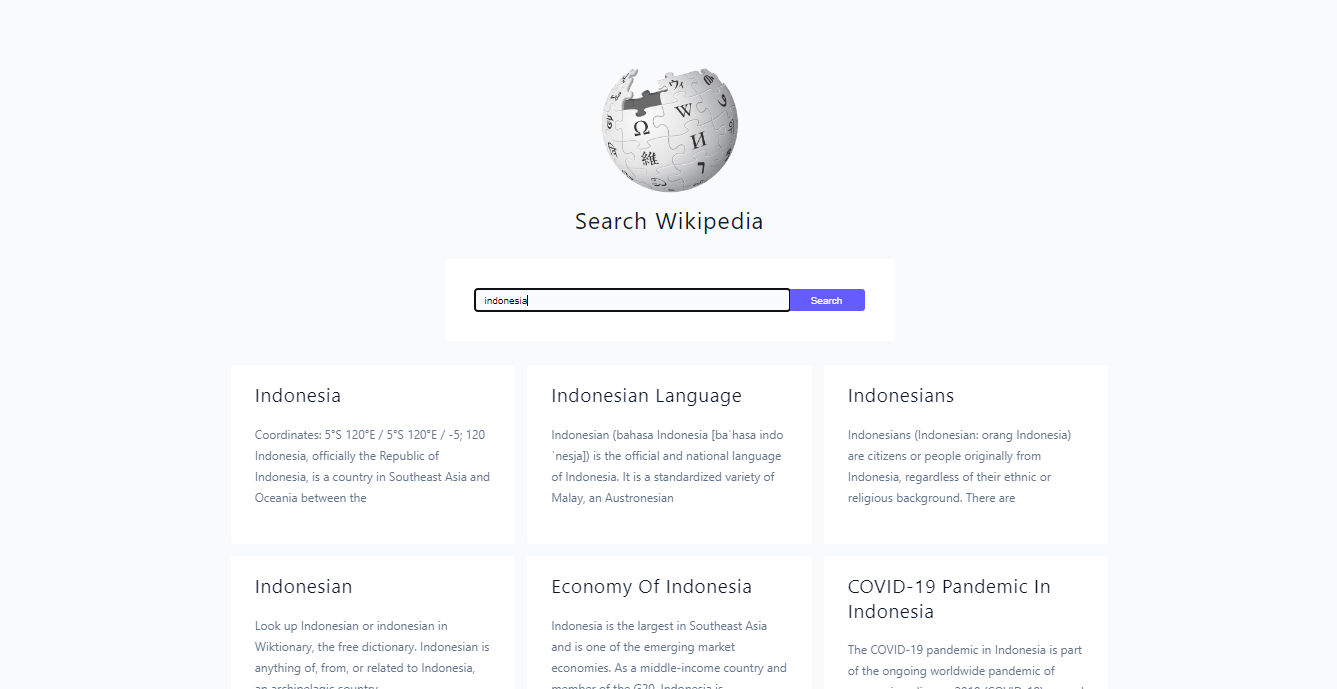 Ω W И 維 7
Search Wikipedia
indonesia
Search
Indonesia
Coordinates: 5°S 120°E / 5°S 120°E / -5; 120
Indonesia, officially the Republic of
Indonesia, is a country in Southeast Asia and
Oceania between the
Indonesian Language
Indonesian (bahasa Indonesia [baˈhasa indo
ˈnesja]) is the official and national language
of Indonesia. It is a standardized variety of
Malay, an Austronesian
Indonesians
Indonesians (Indonesian: orang Indonesia)
are citizens or people originally from
Indonesia, regardless of their ethnic or
religious background. There are
Indonesian
Look up Indonesian or indonesian in
Wiktionary, the free dictionary. Indonesian is
anything of, from, or related to Indonesia,
an archipelagic country
Economy Of Indonesia
Indonesia is the largest in Southeast Asia
and is one of the emerging market
economies. As a middle-income country and
member of the G20, Indonesia is
COVID-19 Pandemic In
Indonesia
The COVID-19 pandemic in Indonesia is part
of the ongoing worldwide pandemic of
2019 (COVID-19)